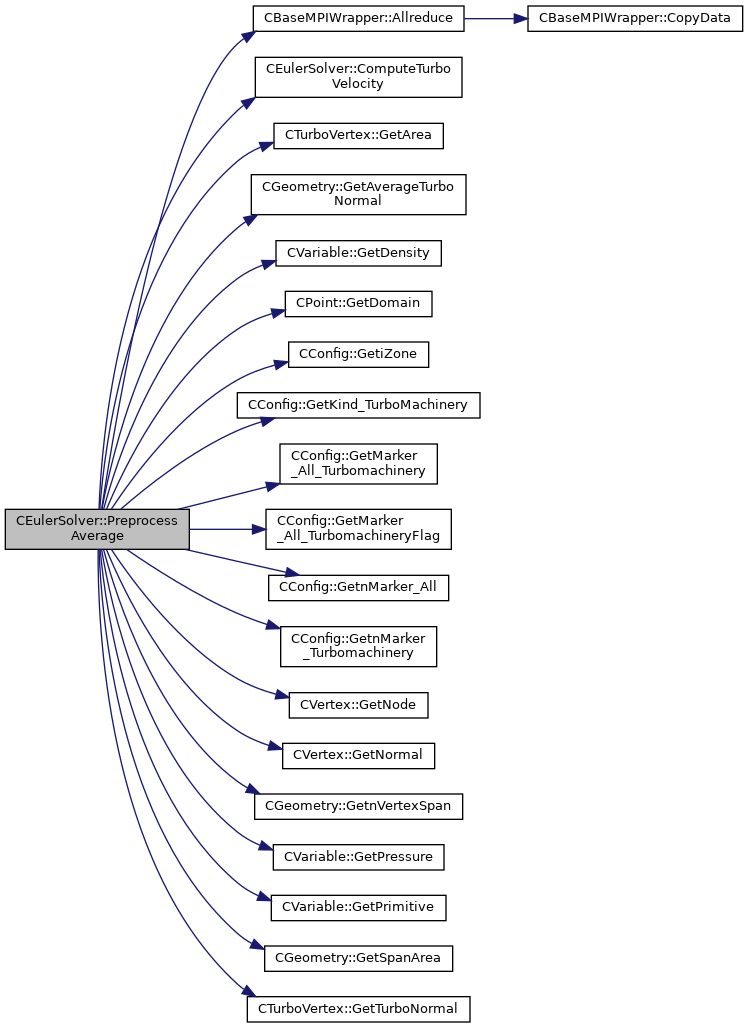 CBaseMPIWrapper::Allreduce
CBaseMPIWrapper::CopyData
CEulerSolver::ComputeTurbo
Velocity
CTurboVertex::GetArea
CGeometry::GetAverageTurbo
Normal
CVariable::GetDensity
CPoint::GetDomain
CConfig::GetiZone
CConfig::GetKind_TurboMachinery
CConfig::GetMarker
_All_Turbomachinery
CEulerSolver::Preprocess
Average
CConfig::GetMarker
_All_TurbomachineryFlag
CConfig::GetnMarker_All
CConfig::GetnMarker
_Turbomachinery
CVertex::GetNode
CVertex::GetNormal
CGeometry::GetnVertexSpan
CVariable::GetPressure
CVariable::GetPrimitive
CGeometry::GetSpanArea
CTurboVertex::GetTurboNormal